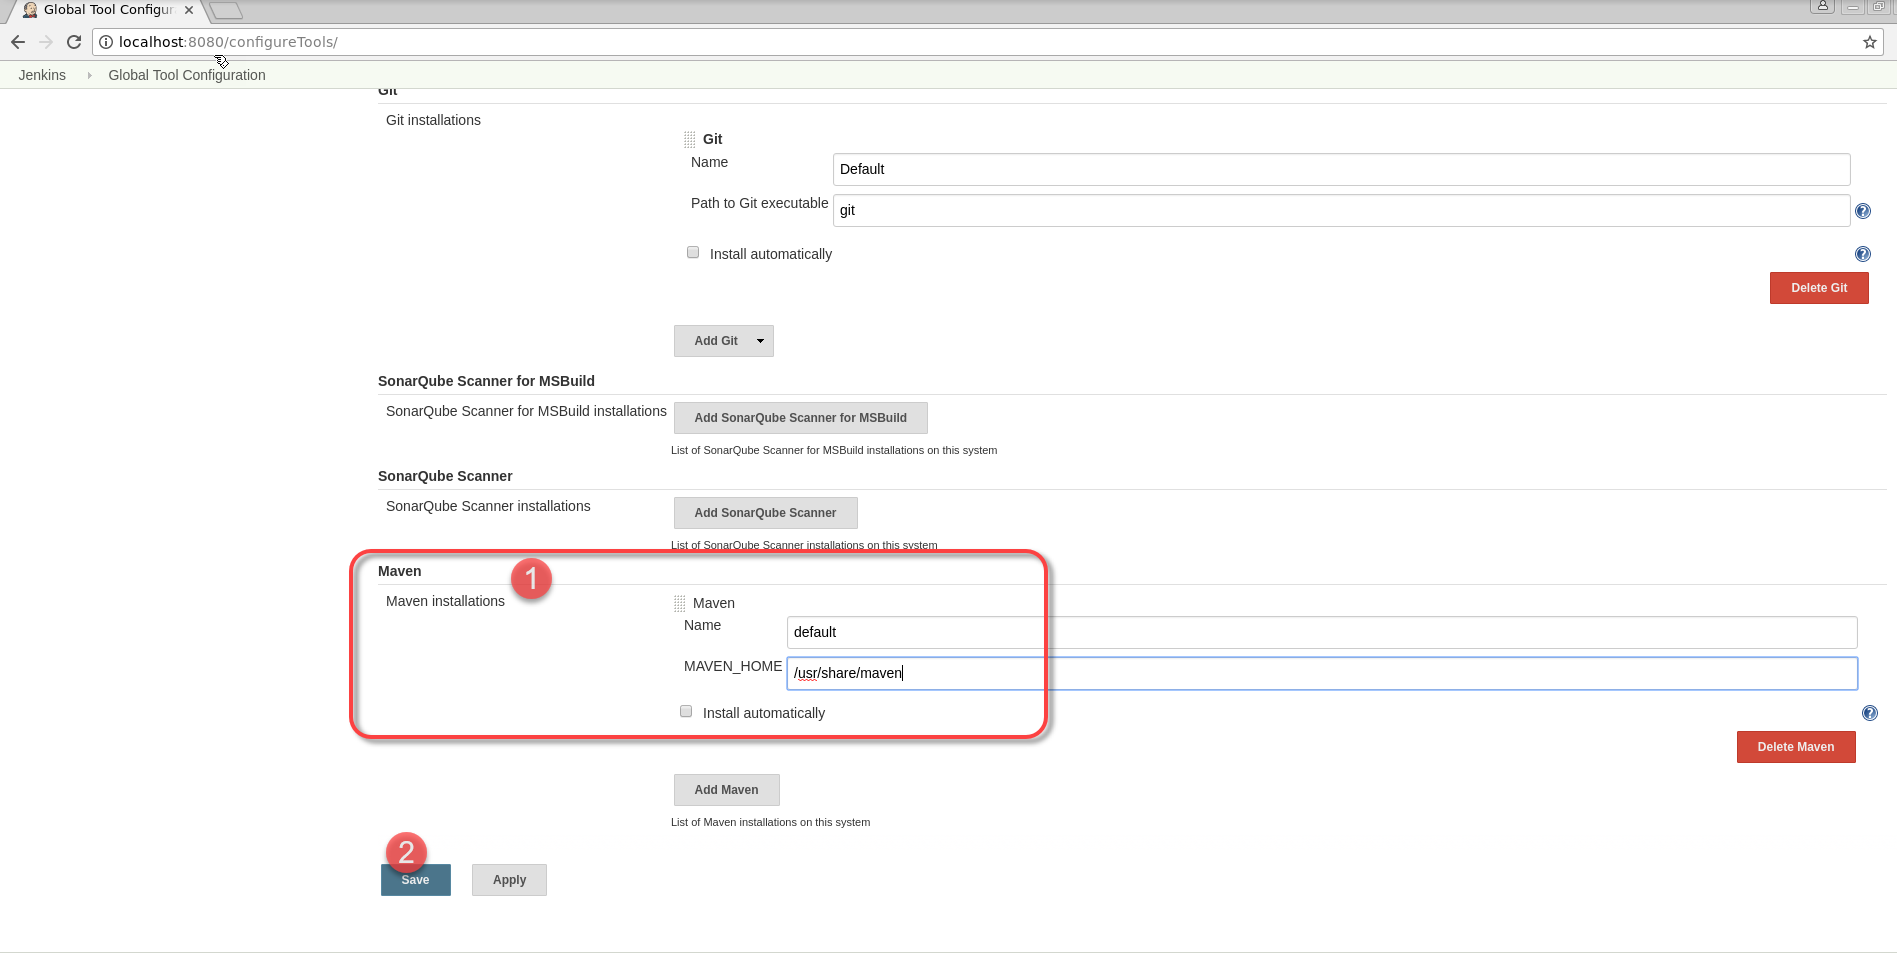 Global Tool Configur
localhost:8080/configureTools/
Jenkins Global Tool Configuration
Git
Git installations
Git
Name Default
Path to Git executable git
Install automatically
Delete Git
Add Git
SonarQube Scanner for MSBuild
SonarQube Scanner for MSBuild installations Add SonarQube Scanner for MSBuild
List of SonarQube Scanner for MSBuild installations on this system
SonarQube Scanner
SonarQube Scanner installations Add SonarQube Scanner
List of SonarQube Scanner installations on this system
Maven 1
Maven installations Maven
Name default
MAVEN_HOME /usr/share/maven
Install automatically
Delete Maven
Add Maven
List of Maven installations on this system
2
Save Apply